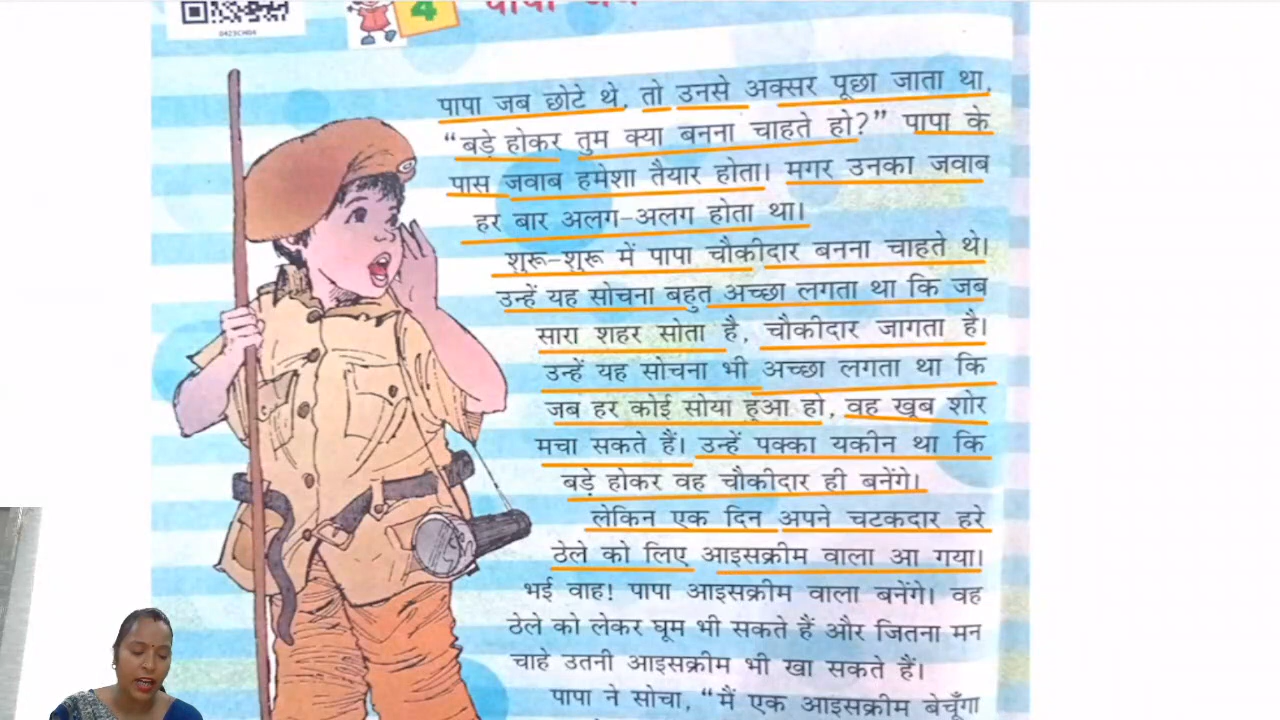 0423CH04
4
पापा जब छोटे थे, तो उनसे अक्सर पूछा जाता था,
“बड़े होकर तुम क्या बनना चाहते हो?” पापा के
पास जवाब हमेशा तैयार होता। मगर उनका जवाब
हर बार अलग-अलग होता था।
शुरू-शुरू में पापा चौकीदार बनना चाहते थे।
उन्हें यह सोचना बहुत अच्छा लगता था कि जब
सारा शहर सोता है, चौकीदार जागता है।
उन्हें यह सोचना भी अच्छा लगता था कि
जब हर कोई सोया हुआ हो, वह खूब शोर
मचा सकते हैं। उन्हें पक्का यकीन था कि
बड़े होकर वह चौकीदार ही बनेंगे।
लेकिन एक दिन अपने चटकदार हरे
ठेले को लिए आइसक्रीम वाला आ गया।
भई वाह! पापा आइसक्रीम वाला बनेंगे। वह
ठेले को लेकर घूम भी सकते हैं और जितना मन
चाहे उतनी आइसक्रीम भी खा सकते हैं।
पापा ने सोचा, “मैं एक आइसक्रीम बेचूँगा